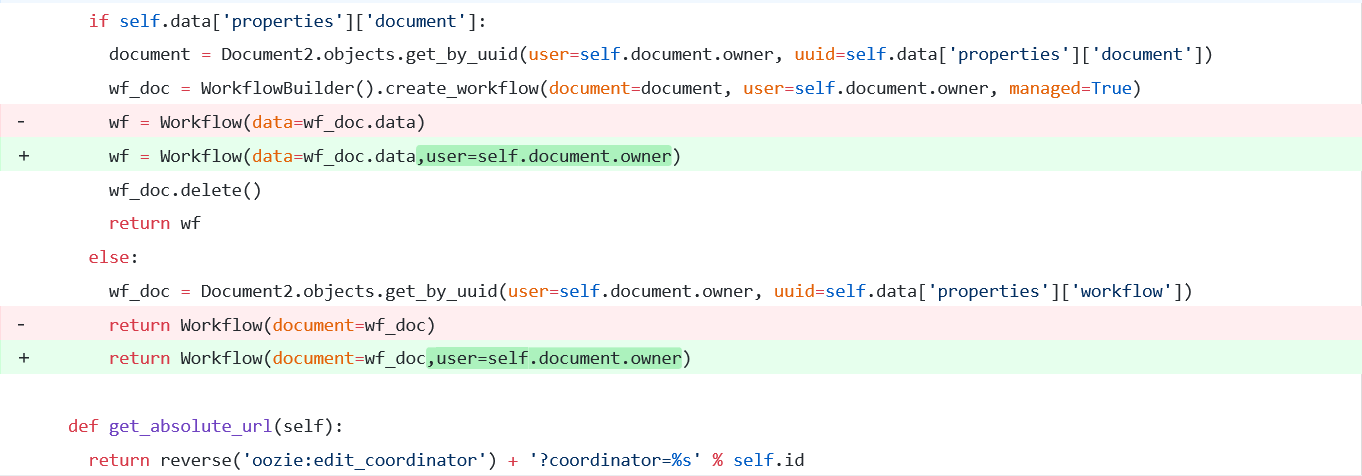 if self.data['properties']['document']:
document = Document2.objects.get_by_uuid(user=self.document.owner, uuid=self.data['properties']['document'])
wf_doc = WorkflowBuilder().create_workflow(document=document, user=self.document.owner, managed=True)
- wf = Workflow(data=wf_doc.data)
+ wf = Workflow(data=wf_doc.data,user=self.document.owner)
wf_doc.delete()
return wf
else:
wf_doc = Document2.objects.get_by_uuid(user=self.document.owner, uuid=self.data['properties']['workflow'])
- return Workflow(document=wf_doc)
+ return Workflow(document=wf_doc,user=self.document.owner)
def get_absolute_url(self):
return reverse('oozie:edit_coordinator') + '?coordinator=%s' % self.id